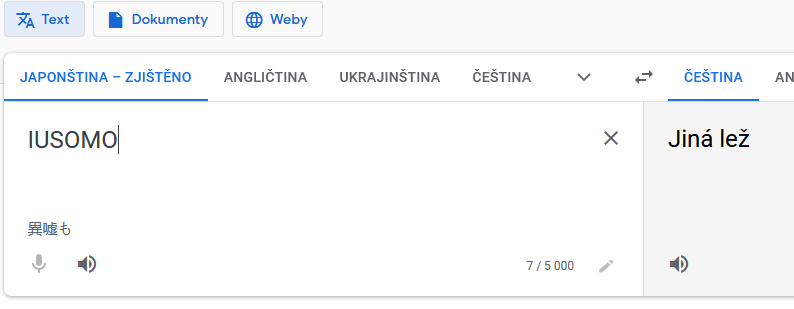 Text Dokumenty Weby
JAPONŠTINA – ZJIŠTĚNO ANGLIČTINA UKRAJINŠTINA ČEŠTINA ČEŠTINA AN
IUSOMO Jiná lež
異嘘も
7 / 5 000